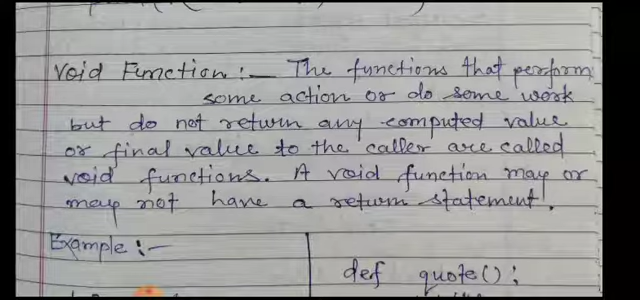 Void Function :- The functions that perform
some action or do some work
but do not return any computed value
or final value to the caller are called
void functions. A void function may or
may not have a return statement.
Example :-
def quote():